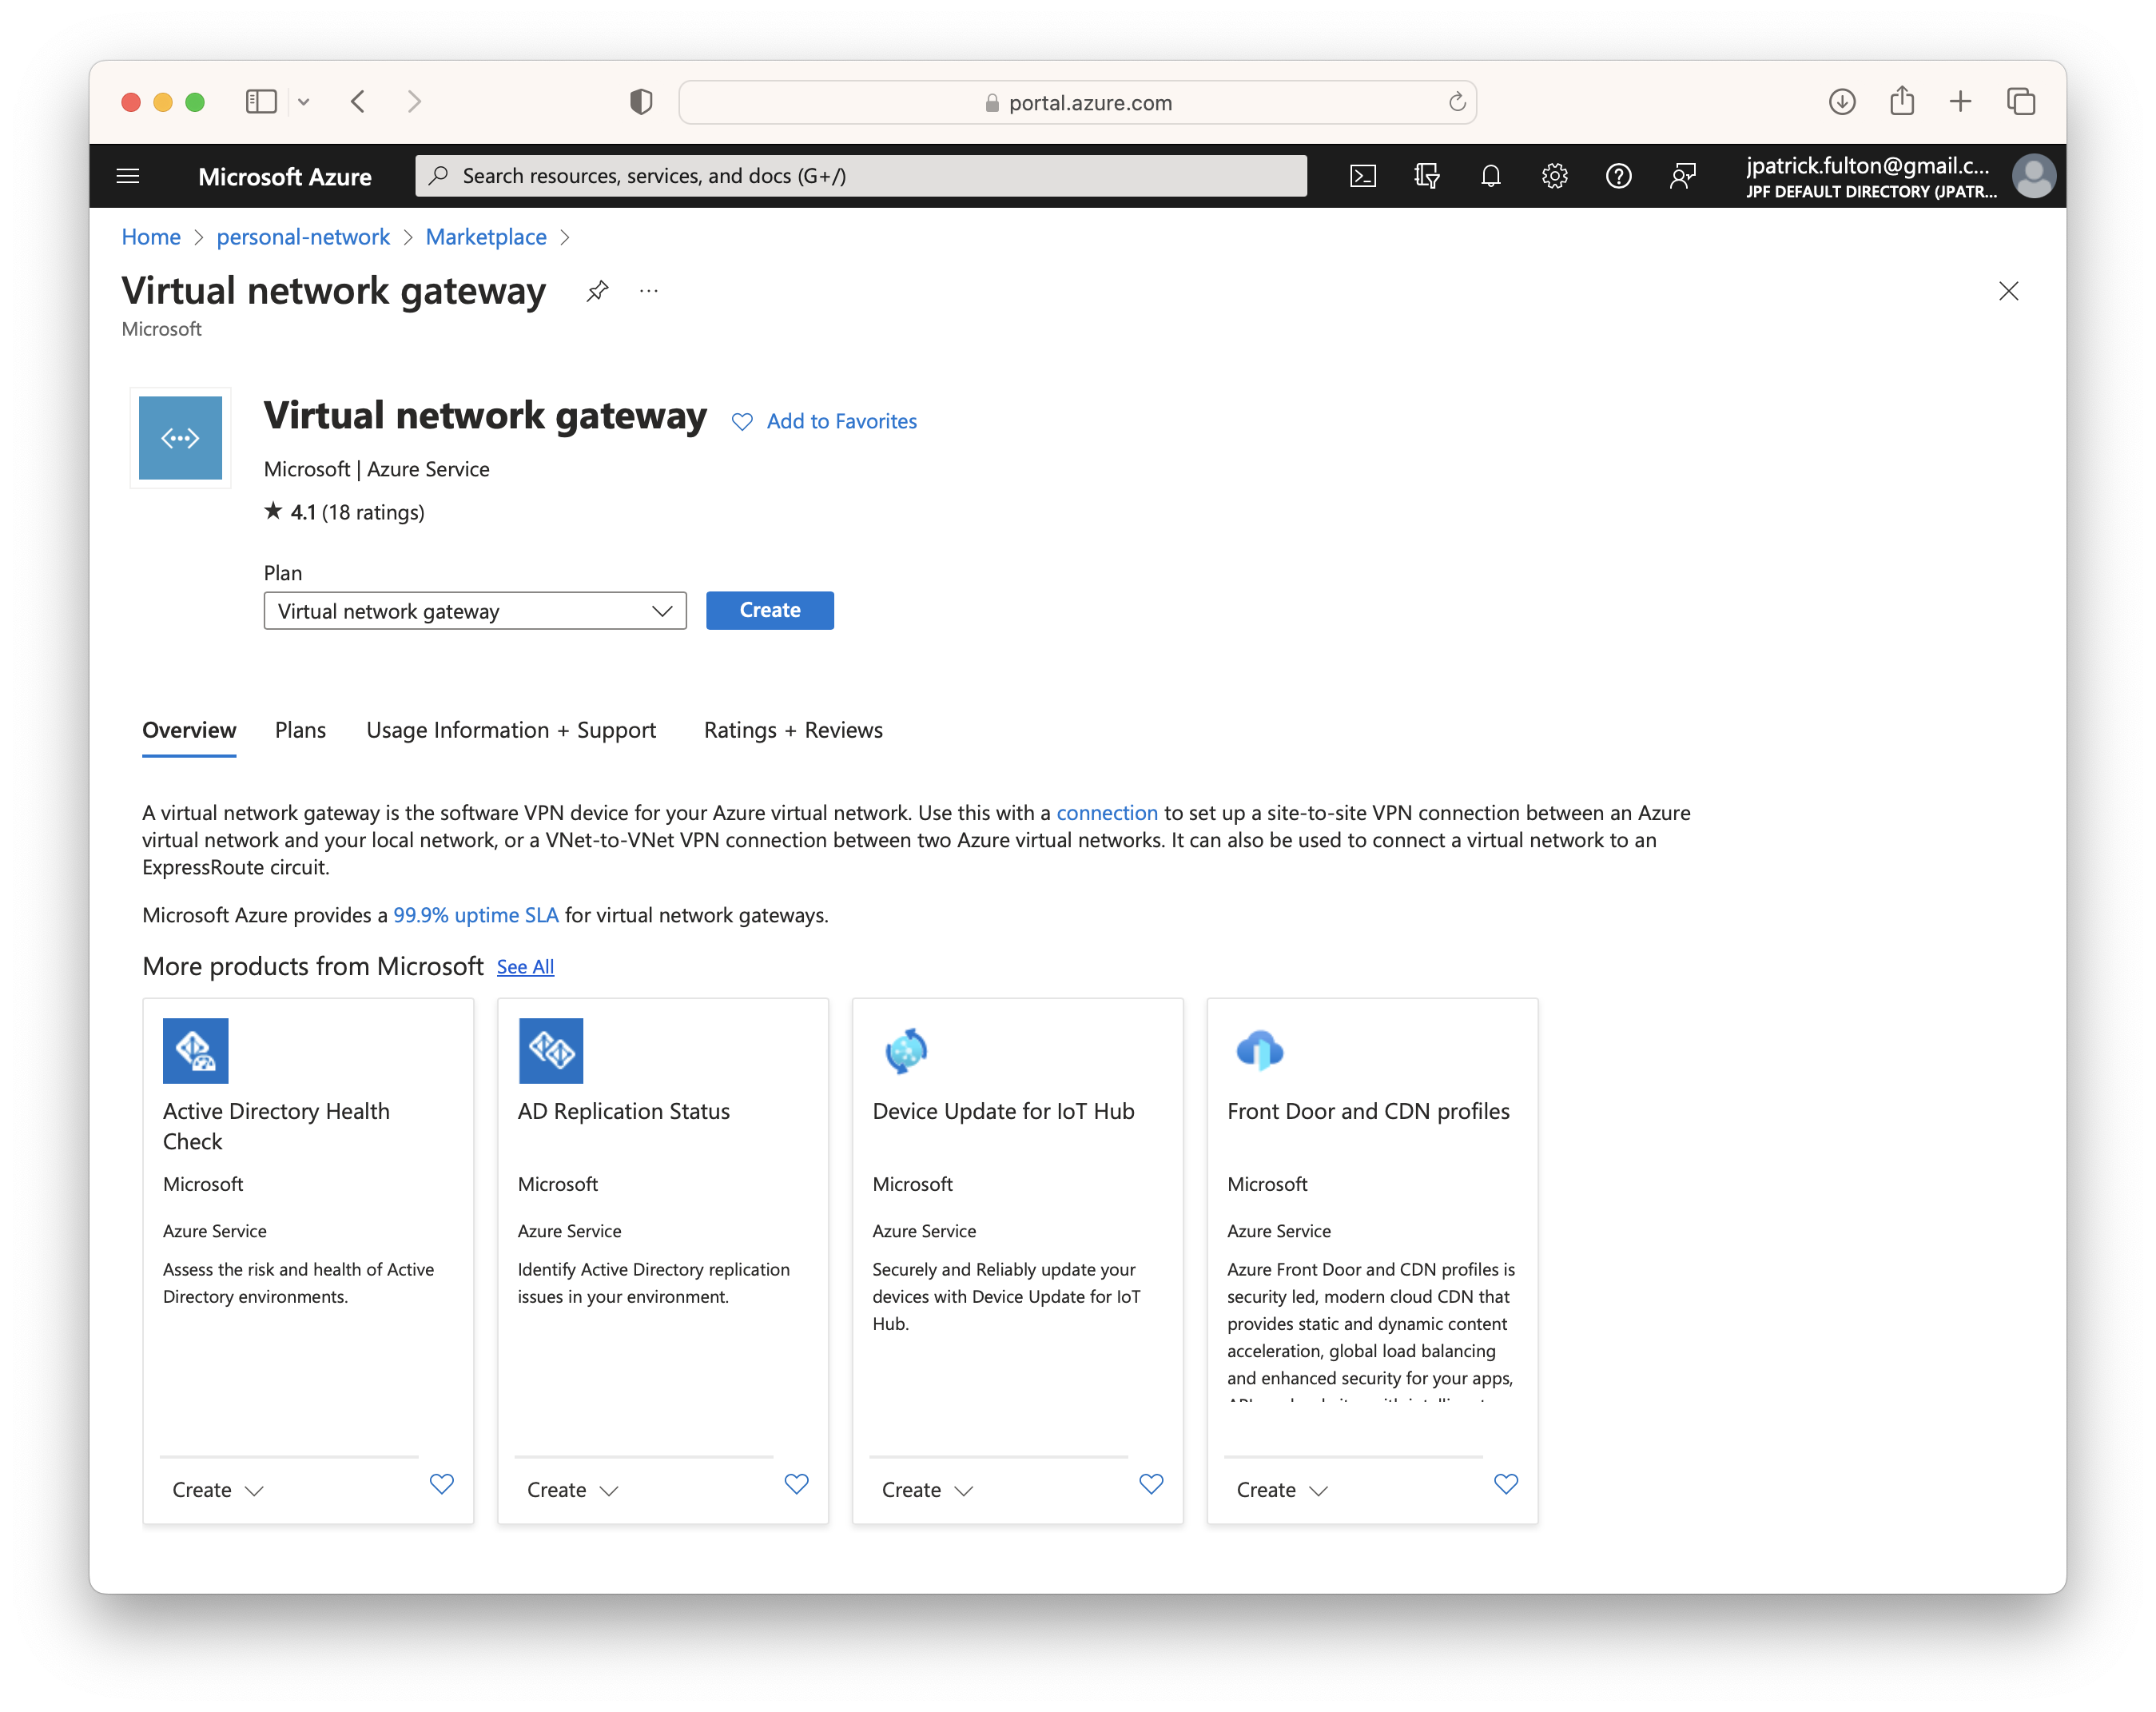 portal.azure.com
Microsoft Azure
Search resources, services, and docs (G+/)
jpatrick.fulton@gmail.c...
JPF DEFAULT DIRECTORY (JPATR...
Home > personal-network > Marketplace >
Virtual network gateway ...
Microsoft
Virtual network gateway
Add to Favorites
Microsoft | Azure Service
★ 4.1 (18 ratings)
Plan
Virtual network gateway
Create
Overview Plans Usage Information + Support Ratings + Reviews
A virtual network gateway is the software VPN device for your Azure virtual network. Use this with a connection to set up a site-to-site VPN connection between an Azure
virtual network and your local network, or a VNet-to-VNet VPN connection between two Azure virtual networks. It can also be used to connect a virtual network to an
ExpressRoute circuit.
Microsoft Azure provides a 99.9% uptime SLA for virtual network gateways.
More products from Microsoft See All
Active Directory Health
Check
Microsoft
Azure Service
Assess the risk and health of Active
Directory environments.
Create
AD Replication Status
Microsoft
Azure Service
Identify Active Directory replication
issues in your environment.
Create
Device Update for IoT Hub
Microsoft
Azure Service
Securely and Reliably update your
devices with Device Update for IoT
Hub.
Create
Front Door and CDN profiles
Microsoft
Azure Service
Azure Front Door and CDN profiles is
security led, modern cloud CDN that
provides static and dynamic content
acceleration, global load balancing
and enhanced security for your apps,
Create